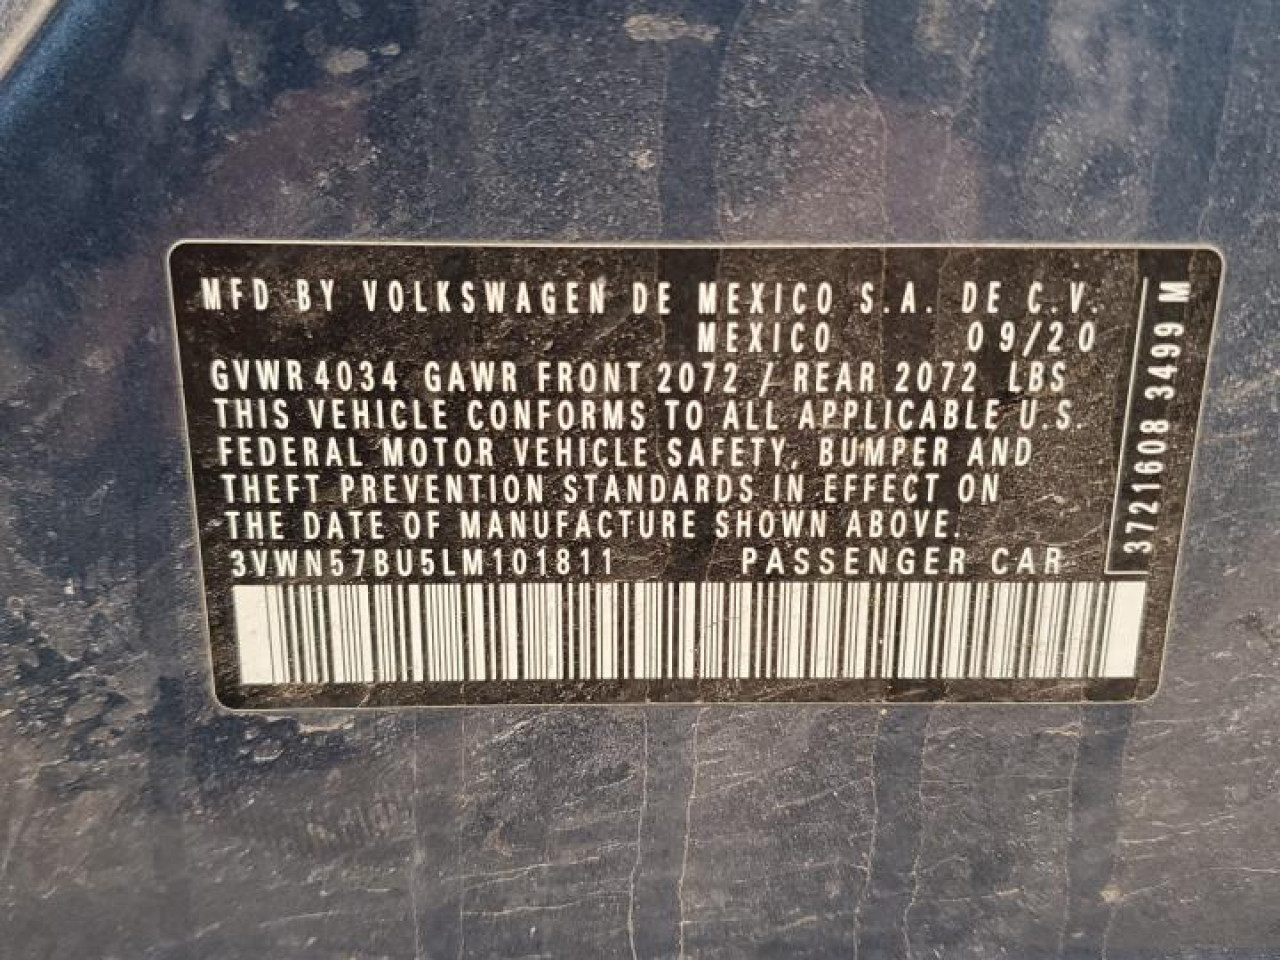 MFD BY VOLKSWAGEN DE MEXICO S.A. DE C.V.
MEXICO 09/20
GVWR 4034 GAWR FRONT 2072 / REAR 2072 LBS
THIS VEHICLE CONFORMS TO ALL APPLICABLE U.S.
FEDERAL MOTOR VEHICLE SAFETY, BUMPER AND
THEFT PREVENTION STANDARDS IN EFFECT ON
THE DATE OF MANUFACTURE SHOWN ABOVE.
3VWN57BU5LM101811 PASSENGER CAR
3721608 3499 M